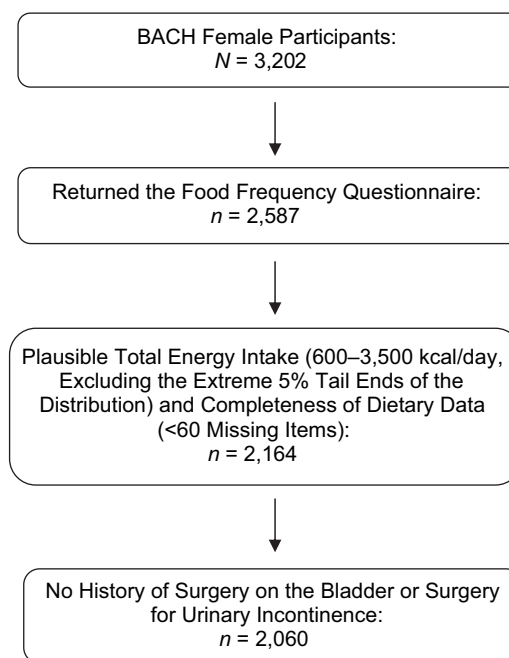 BACH Female Participants:
N = 3,202
Returned the Food Frequency Questionnaire:
n = 2,587
Plausible Total Energy Intake (600–3,500 kcal/day,
Excluding the Extreme 5% Tail Ends of the
Distribution) and Completeness of Dietary Data
(<60 Missing Items):
n = 2,164
No History of Surgery on the Bladder or Surgery
for Urinary Incontinence:
n = 2,060